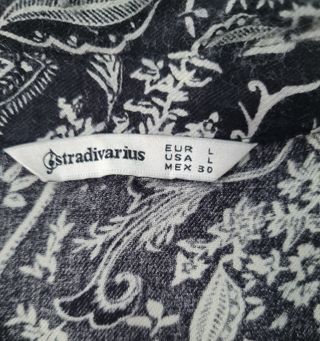 stradivarius
EUR L
USA L
MEX 30